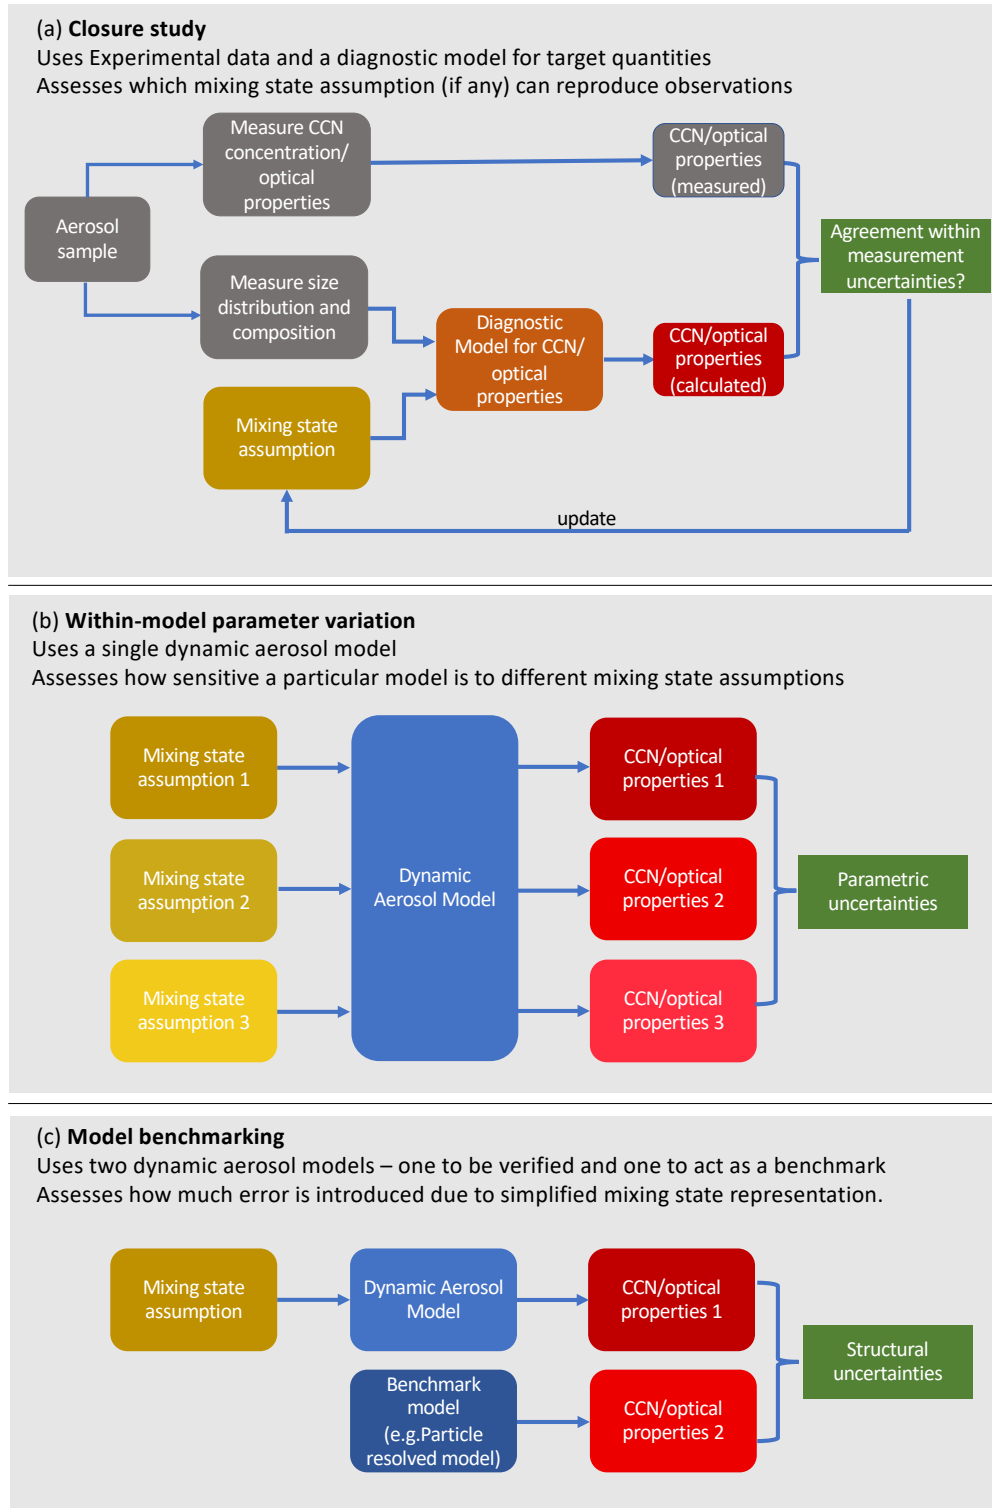 (a) Closure study
Uses Experimental data and a diagnostic model for target quantities
Assesses which mixing state assumption (if any) can reproduce observations
Measure CCN
concentration/
optical
properties
CCN/optical
properties
(measured)
Aerosol
sample
Agreement within
measurement
uncertainties?
Measure size
distribution and
composition
Diagnostic
Model for CCN/
optical
properties
CCN/optical
properties
(calculated)
Mixing state
assumption
update
(b) Within-model parameter variation
Uses a single dynamic aerosol model
Assesses how sensitive a particular model is to different mixing state assumptions
Mixing state
assumption 1
CCN/optical
properties 1
Mixing state
assumption 2
Dynamic
Aerosol Model
CCN/optical
properties 2
Parametric
uncertainties
Mixing state
assumption 3
CCN/optical
properties 3
(c) Model benchmarking
Uses two dynamic aerosol models – one to be verified and one to act as a benchmark
Assesses how much error is introduced due to simplified mixing state representation.
Mixing state
assumption
Dynamic Aerosol
Model
CCN/optical
properties 1
Structural
uncertainties
Benchmark
model
(e.g.Particle
resolved model)
CCN/optical
properties 2